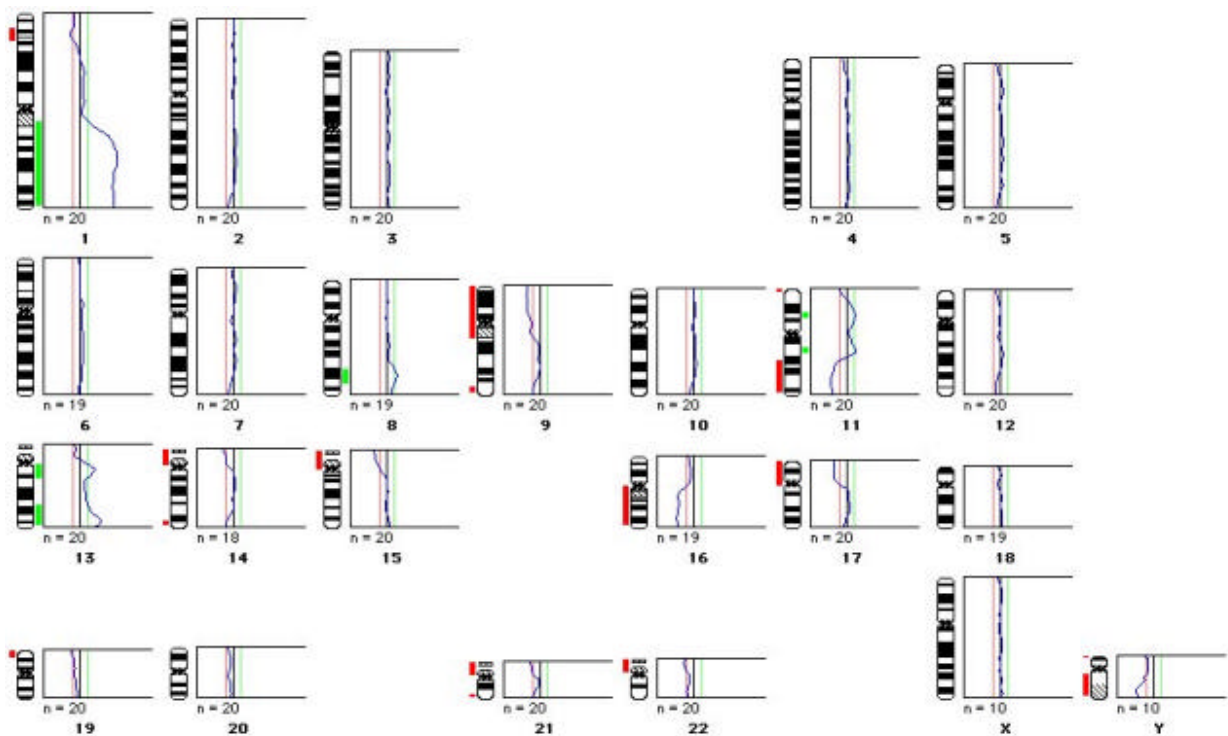 n = 20 n = 20 n = 20 n = 20 n = 20
1 2 3 4 5
n = 19 n = 20 n = 19 n = 20 n = 20 n = 20 n = 20
6 7 8 9 10 11 12
n = 20 n = 18 n = 20 n = 19 n = 20 n = 19
13 14 15 16 17 18
n = 20 n = 20 n = 20 n = 20 n = 10 n = 10
19 20 21 22 X Y